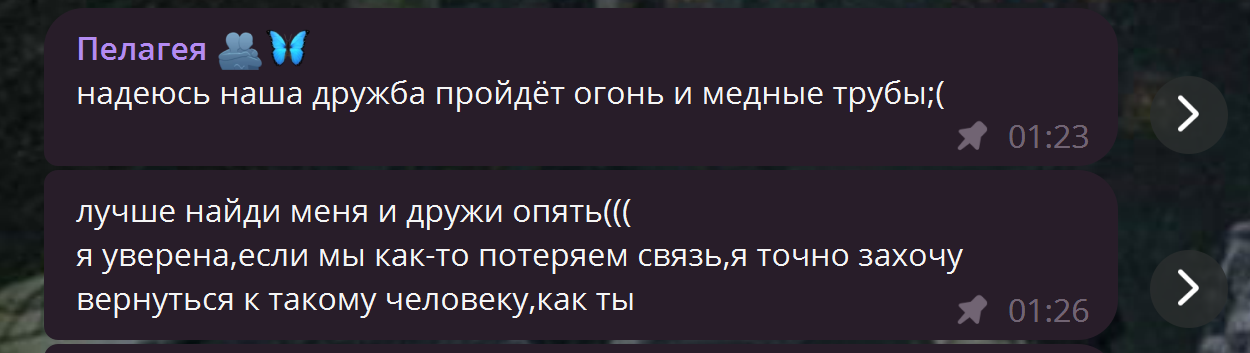 Пелагея 🫂🦋
надеюсь наша дружба пройдёт огонь и медные трубы;(
01:23
лучше найди меня и дружи опять(((
я уверена,если мы как-то потеряем связь,я точно захочу
вернуться к такому человеку,как ты
01:26